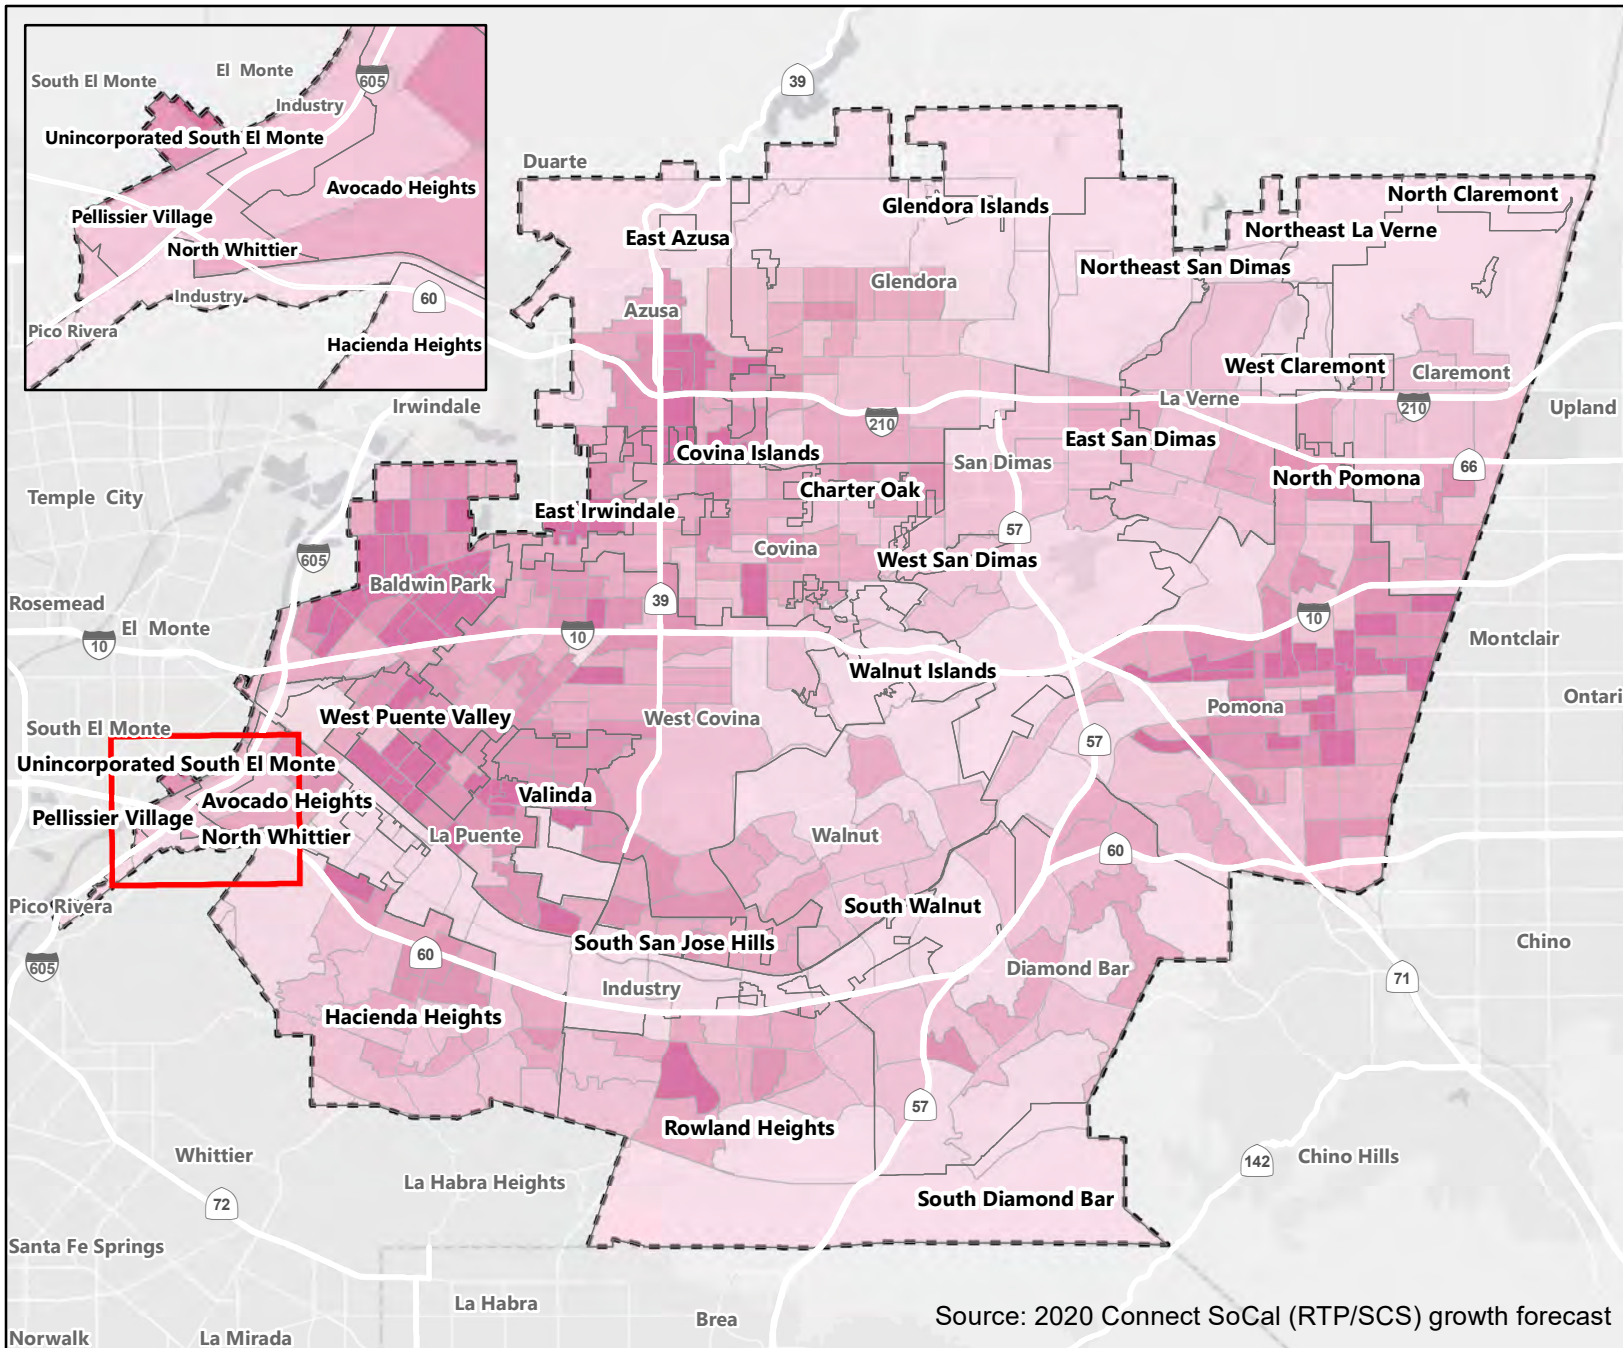 South El Monte
El Monte
605
Industry
Unincorporated South El Monte
Avocado Heights
Pellissier Village
North Whittier
Industry
60
Pico Rivera
Hacienda Heights
39
Duarte
Glendora Islands
North Claremont
East Azusa
Northeast La Verne
Northeast San Dimas
Glendora
Azusa
West Claremont
Claremont
La Verne
Irwindale
210
210
Upland
East San Dimas
Covina Islands
San Dimas
66
North Pomona
Temple City
Charter Oak
East Irwindale
57
Covina
West San Dimas
605
Baldwin Park
Rosemead
39
10
El Monte
10
10
Montclair
Walnut Islands
Ontari
Pomona
West Puente Valley
West Covina
South El Monte
57
Unincorporated South El Monte
Valinda
Avocado Heights
Pellissier Village
North Whittier
La Puente
Walnut
60
Pico Rivera
South Walnut
South San Jose Hills
Chino
60
605
Diamond Bar
71
Industry
Hacienda Heights
57
Rowland Heights
Whittier
142
Chino Hills
La Habra Heights
72
South Diamond Bar
Santa Fe Springs
La Habra
Brea
Source: 2020 Connect SoCal (RTP/SCS) growth forecast
Norwalk
La Mirada